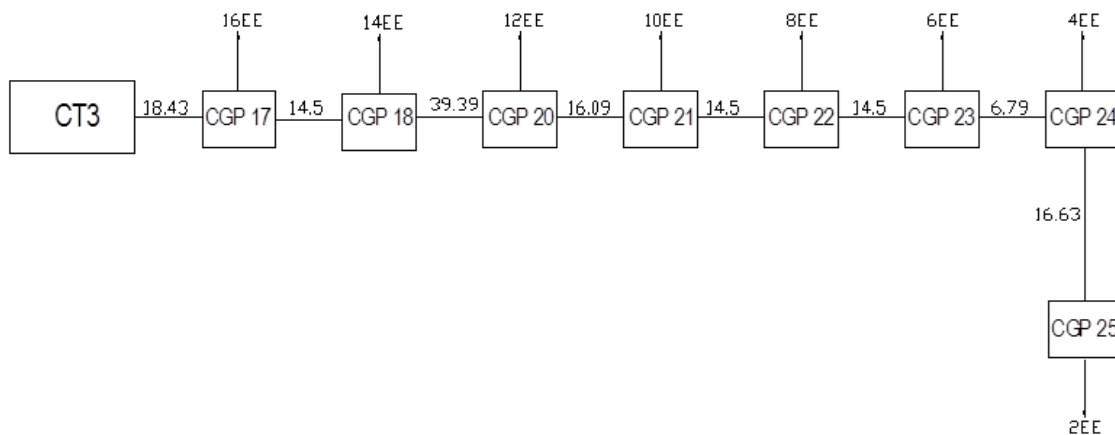 16EE 14EE 12EE 10EE 8EE 6EE 4EE
CT3 18.43 CGP 17 14.5 CGP 18 39.39 CGP 20 16.09 CGP 21 14.5 CGP 22 14.5 CGP 23 6.79 CGP 24
16.63
CGP 25
2EE